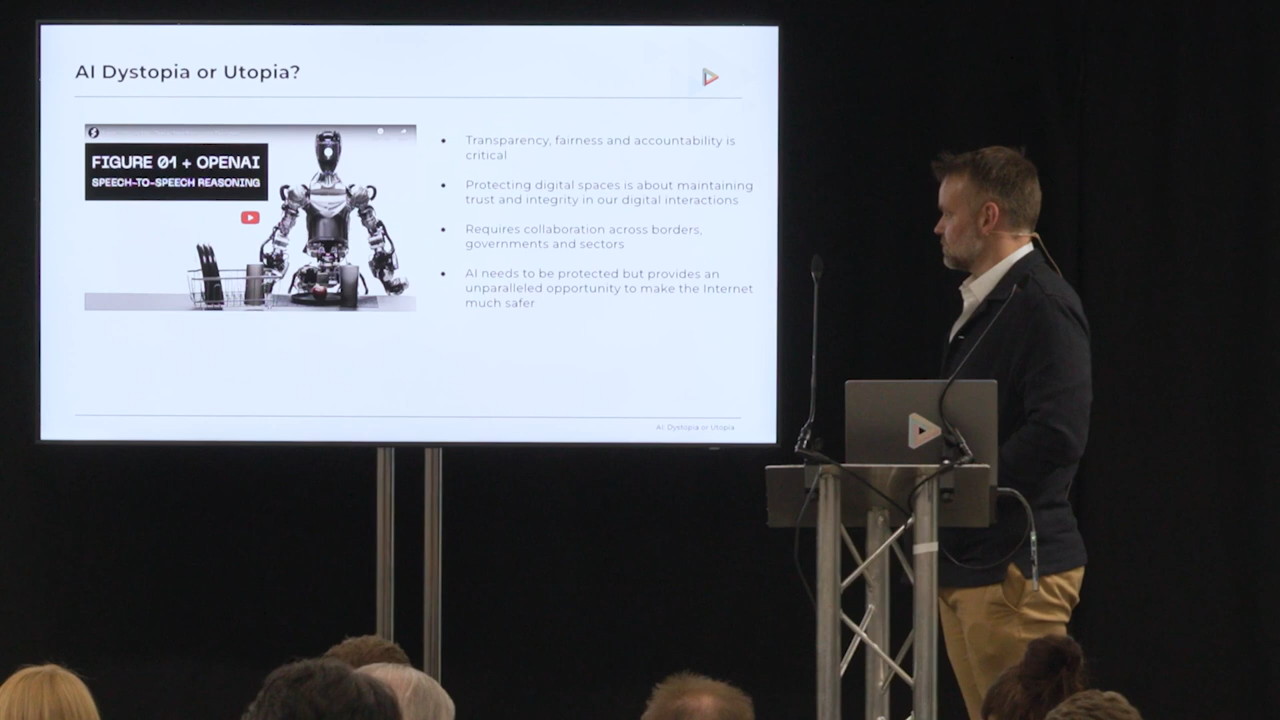 AI Dystopia or Utopia?
FIGURE 01 + OPENAI
SPEECH-TO-SPEECH REASONING
Transparency, fairness and accountability is
critical
Protecting digital spaces is about maintaining
trust and integrity in our digital interactions
Requires collaboration across borders,
governments and sectors
AI needs to be protected but provides an
unparalleled opportunity to make the Internet
much safer
AI: Dystopia or Utopia